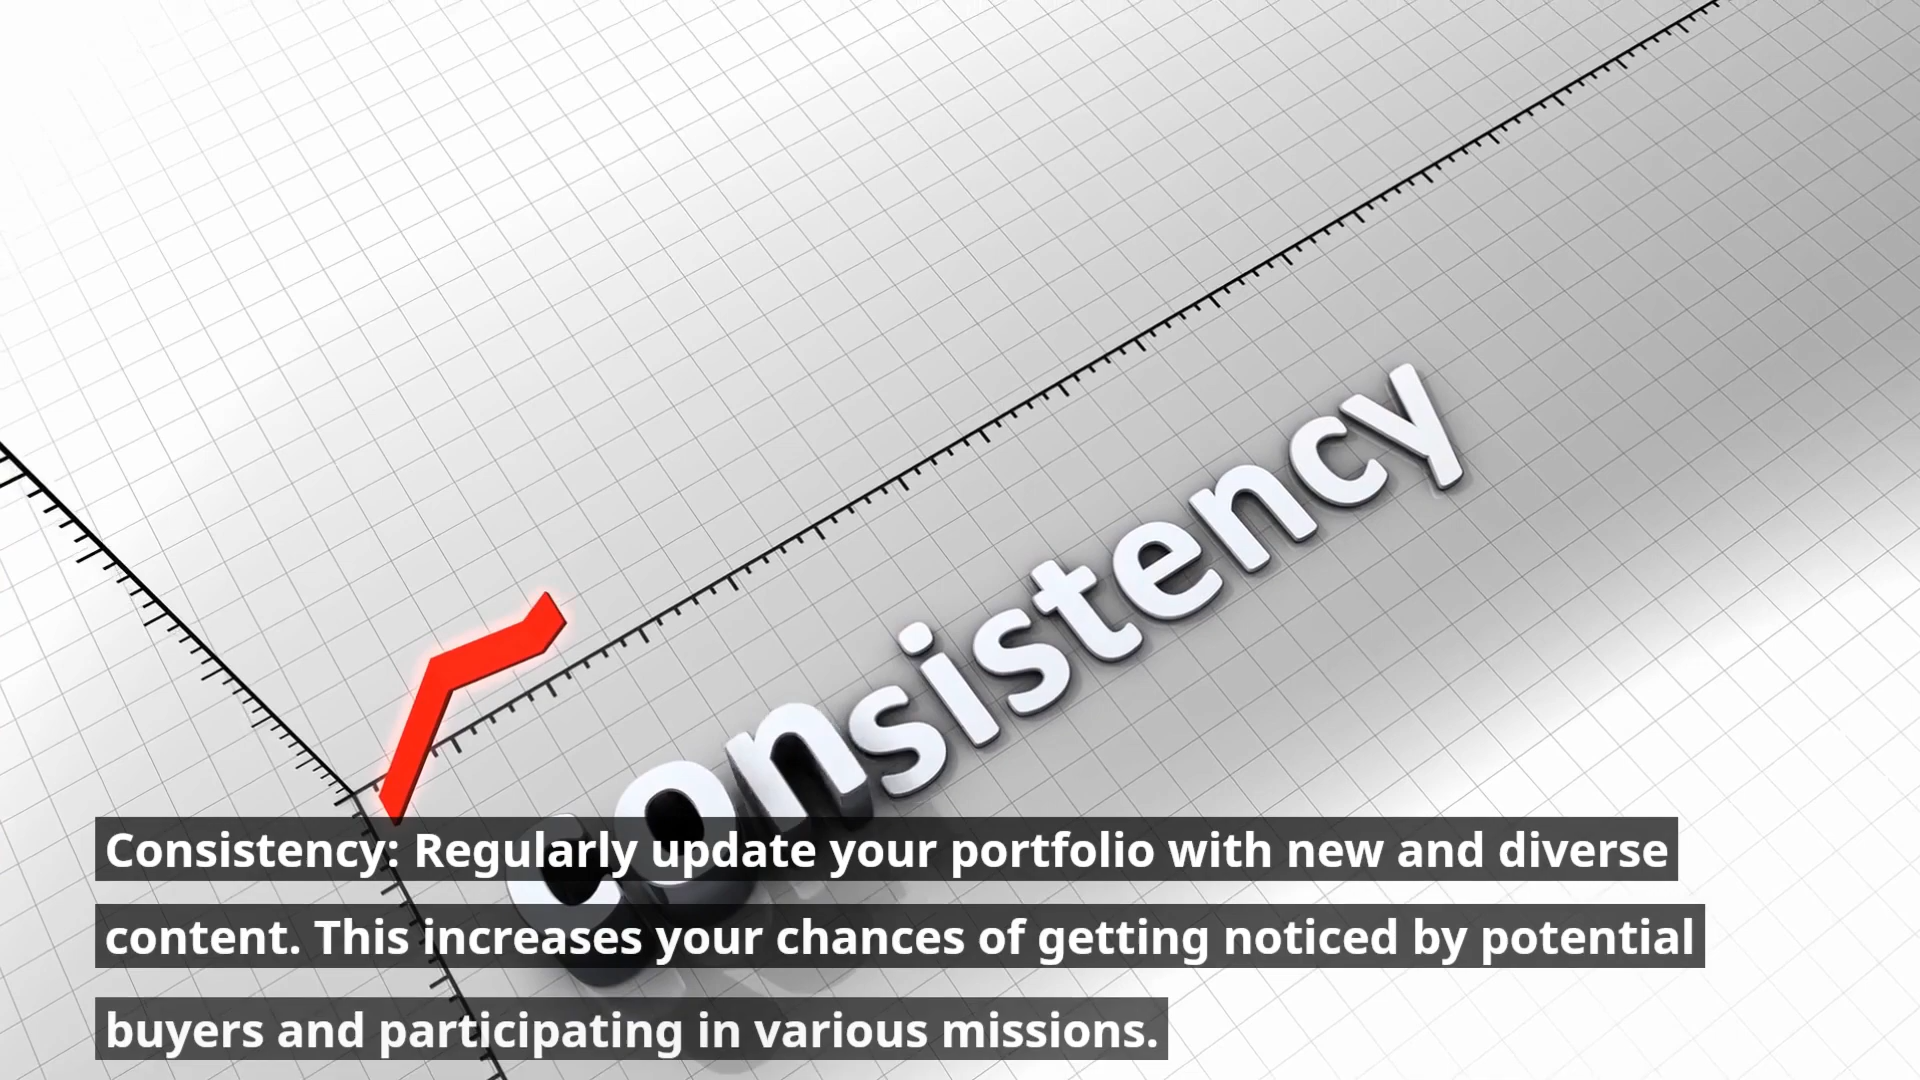 consistency
Consistency: Regularly update your portfolio with new and diverse
content. This increases your chances of getting noticed by potential
buyers and participating in various missions.